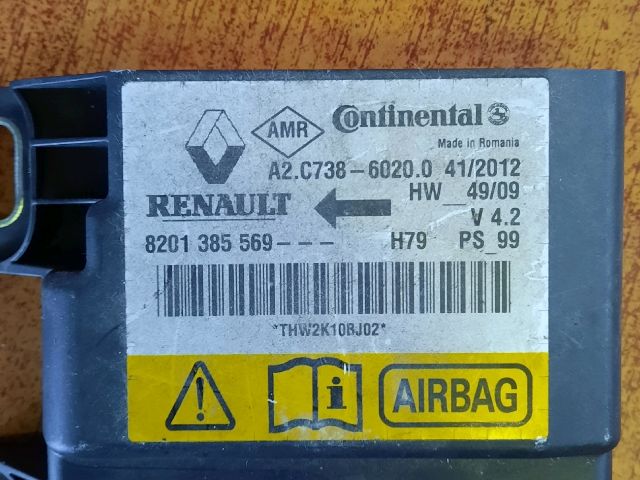 AMR Continental
Made in Romania
A2.C738-6020.0 41/2012
HW_49/09
RENAULT
V 4.2
8201 385 569--- H79 PS_99
*THW2K10BJ02*
! i AIRBAG